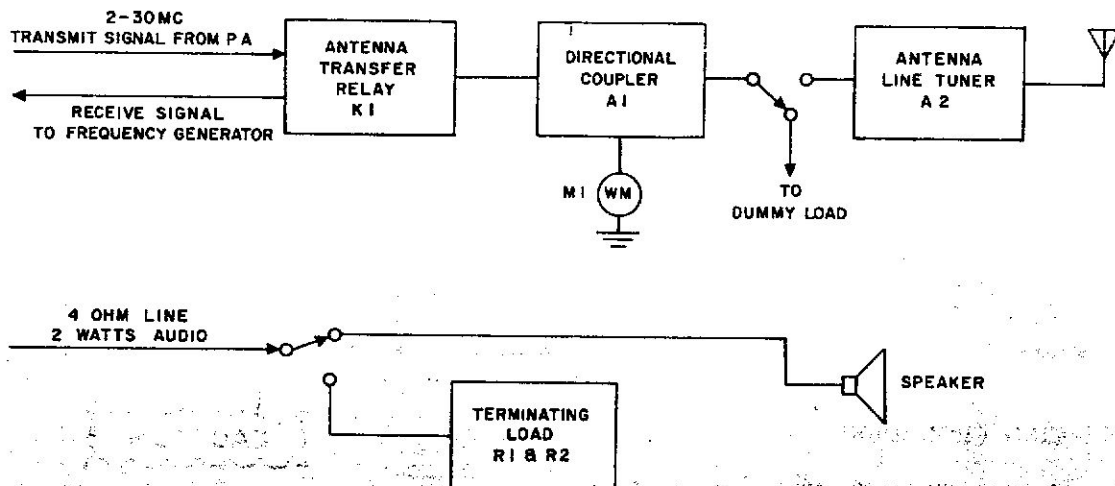 2-30MC
TRANSMIT SIGNAL FROM PA
RECEIVE SIGNAL
TO FREQUENCY GENERATOR
ANTENNA
TRANSFER
RELAY
K1
DIRECTIONAL
COUPLER
A1
M1
WM
TO
DUMMY LOAD
ANTENNA
LINE TUNER
A2
4 OHM LINE
2 WATTS AUDIO
SPEAKER
TERMINATING
LOAD
R1 & R2